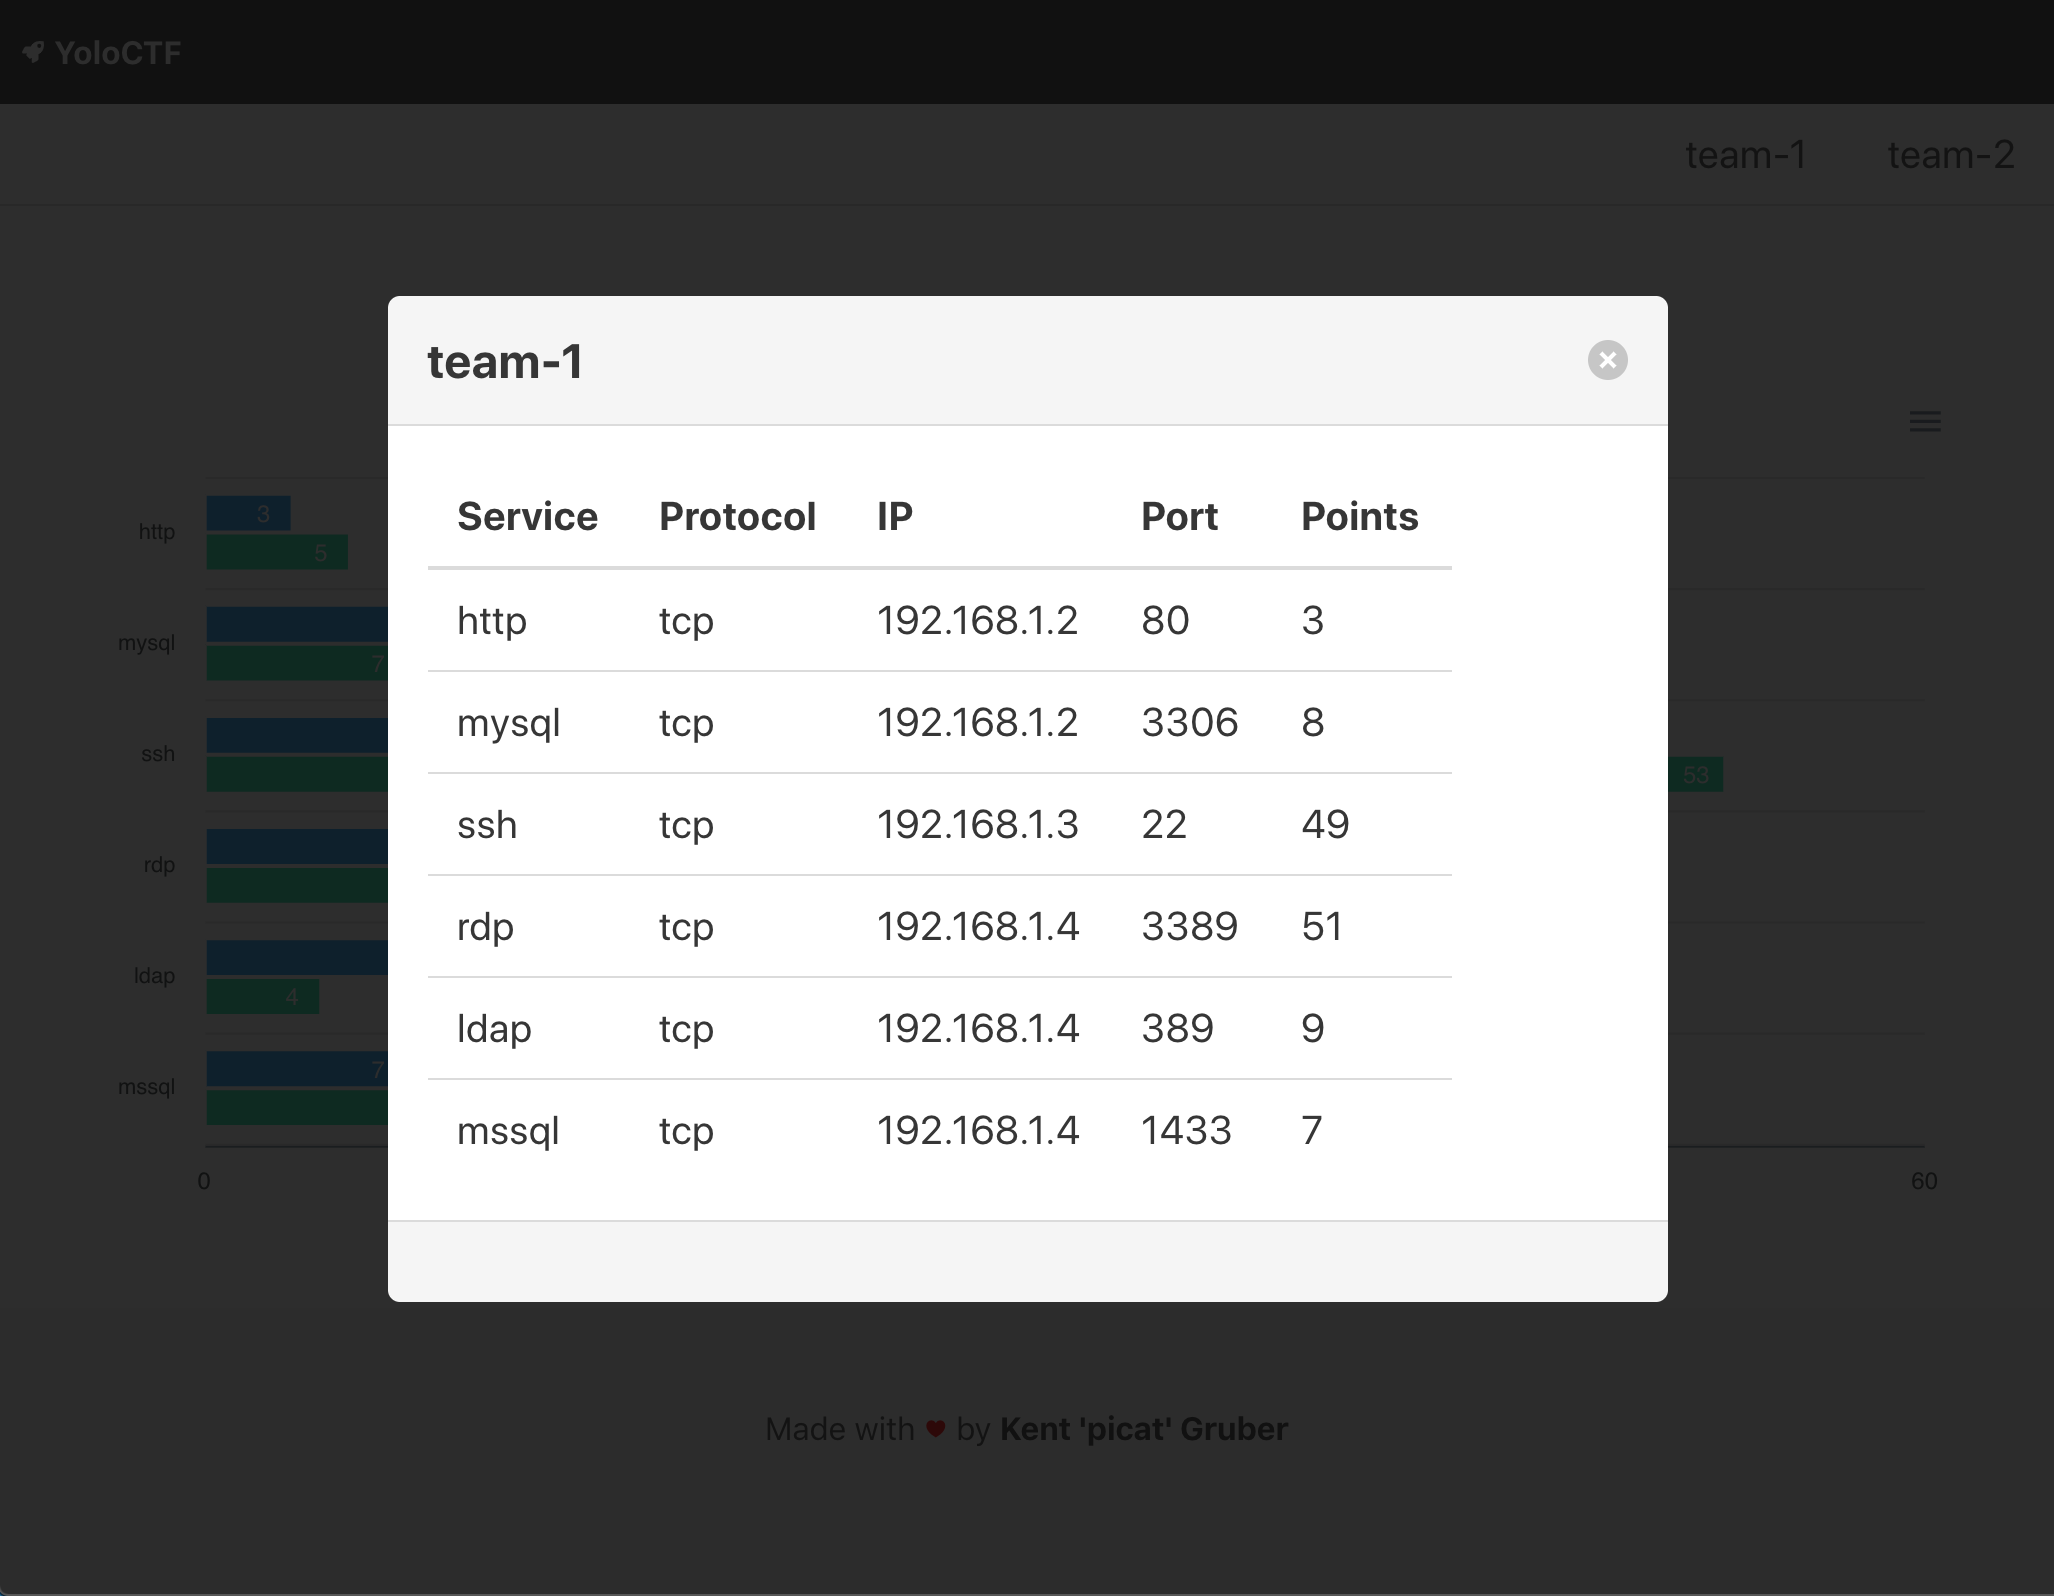 YoloCTF
team-1 team-2
team-1
Service Protocol IP Port Points
http tcp 192.168.1.2 80 3
mysql tcp 192.168.1.2 3306 8
ssh tcp 192.168.1.3 22 49
rdp tcp 192.168.1.4 3389 51
ldap tcp 192.168.1.4 389 9
mssql tcp 192.168.1.4 1433 7
http 3
5
mysql
7
ssh
53
rdp
ldap
4
mssql 7
0 60
Made with ♥ by Kent 'picat' Gruber